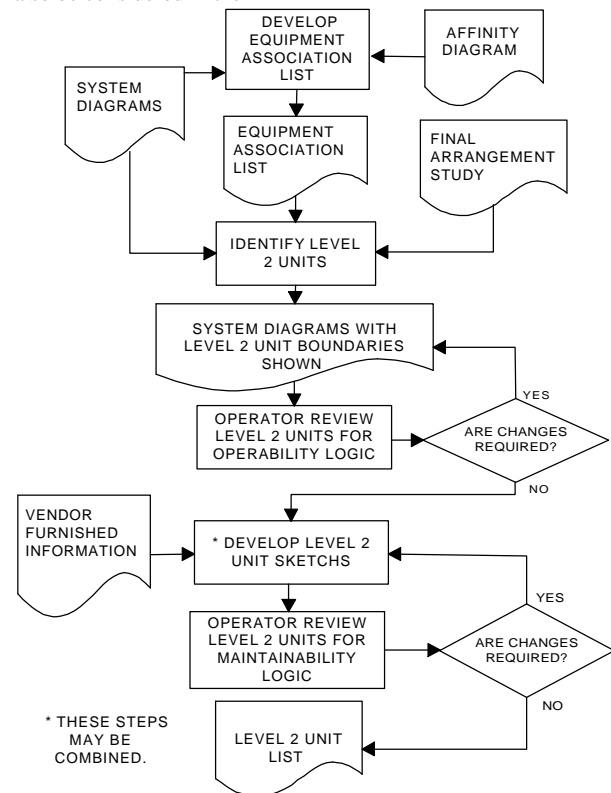 DEVELOP
EQUIPMENT
ASSOCIATION
LIST
AFFINITY
DIAGRAM
SYSTEM
DIAGRAMS
EQUIPMENT
ASSOCIATION
LIST
FINAL
ARRANGEMENT
STUDY
IDENTIFY LEVEL
2 UNITS
SYSTEM DIAGRAMS WITH
LEVEL 2 UNIT BOUNDARIES
SHOWN
YES
OPERATOR REVIEW
LEVEL 2 UNITS FOR
OPERABILITY LOGIC
ARE CHANGES
REQUIRED?
NO
VENDOR
FURNISHED
INFORMATION
* DEVELOP LEVEL 2
UNIT SKETCHS
YES
OPERATOR REVIEW
LEVEL 2 UNITS FOR
MAINTAINABILITY
LOGIC
ARE CHANGES
REQUIRED?
NO
* THESE STEPS
MAY BE
COMBINED.
LEVEL 2 UNIT
LIST